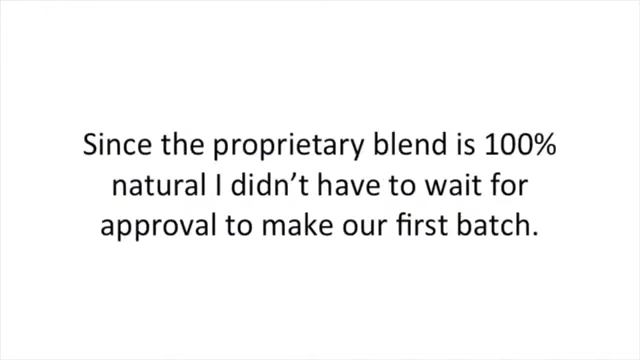 Since the proprietary blend is 100%
natural I didn’t have to wait for
approval to make our first batch.